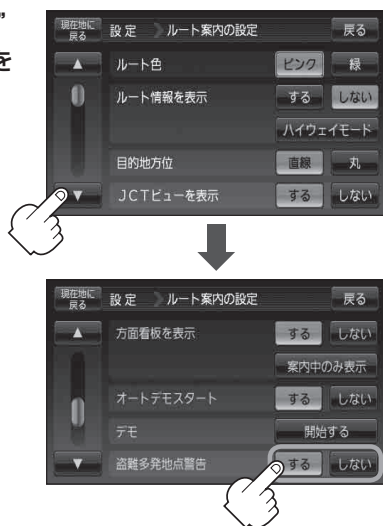 を
現在地に戻る 設定 ルート案内の設定 戻る
▲ ルート色 ピンク 緑
ルート情報を表示 する しない
ハイウェイモード
目的地方位 直線 丸
▼ JCTビューを表示 する しない
現在地に戻る 設定 ルート案内の設定 戻る
▲ 方面看板を表示 する しない
案内中のみ表示
オートデモスタート する しない
デモ 開始する
▼ 盗難多発地点警告 する しない